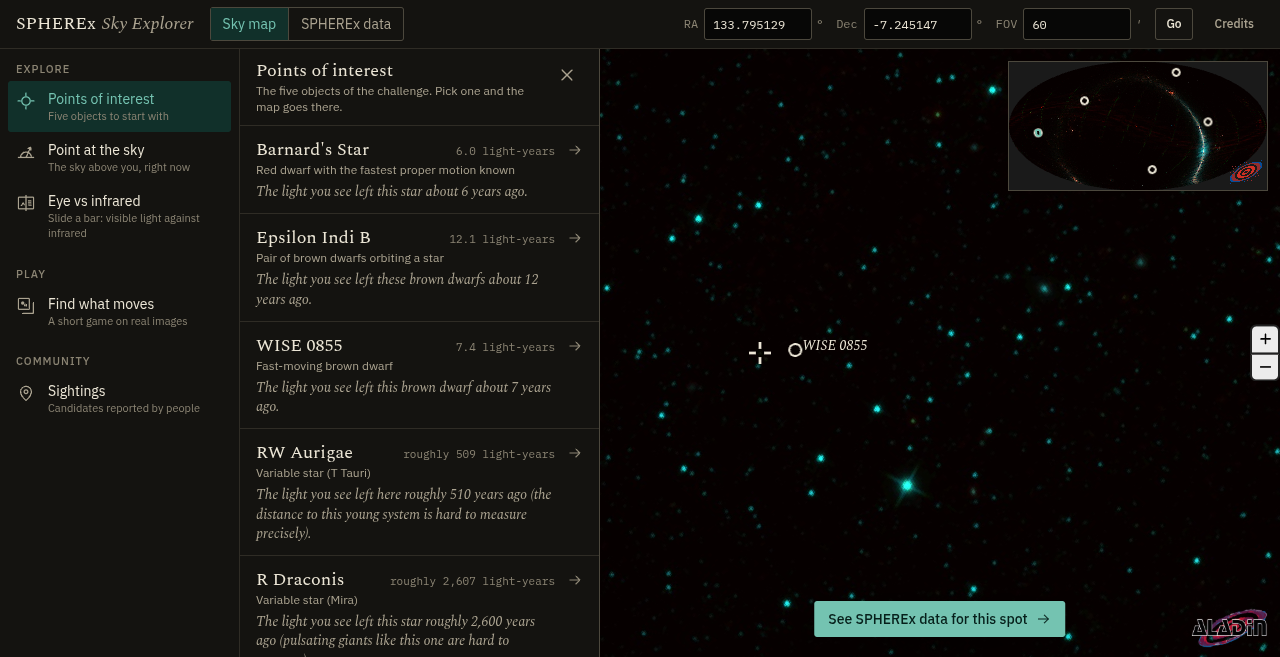 SPHEREx Sky Explorer
Sky map
SPHEREx data
RA 133.795129 °
Dec -7.245147 °
FOV 60 ′
Go
Credits
EXPLORE
Points of interest
Five objects to start with
Point at the sky
The sky above you, right now
Eye vs infrared
Slide a bar: visible light against
infrared
PLAY
Find what moves
A short game on real images
COMMUNITY
Sightings
Candidates reported by people
Points of interest
The five objects of the challenge. Pick one and the
map goes there.
Barnard's Star
6.0 light-years
Red dwarf with the fastest proper motion known
The light you see left this star about 6 years ago.
Epsilon Indi B
12.1 light-years
Pair of brown dwarfs orbiting a star
The light you see left these brown dwarfs about 12
years ago.
WISE 0855
7.4 light-years
Fast-moving brown dwarf
The light you see left this brown dwarf about 7 years
ago.
RW Aurigae
roughly 509 light-years
Variable star (T Tauri)
The light you see left here roughly 510 years ago (the
distance to this young system is hard to measure
precisely).
R Draconis
roughly 2,607 light-years
Variable star (Mira)
The light you see left this star roughly 2,600 years
ago (pulsating giants like this one are hard to
WISE 0855
+
−
See SPHEREx data for this spot
ALADIN